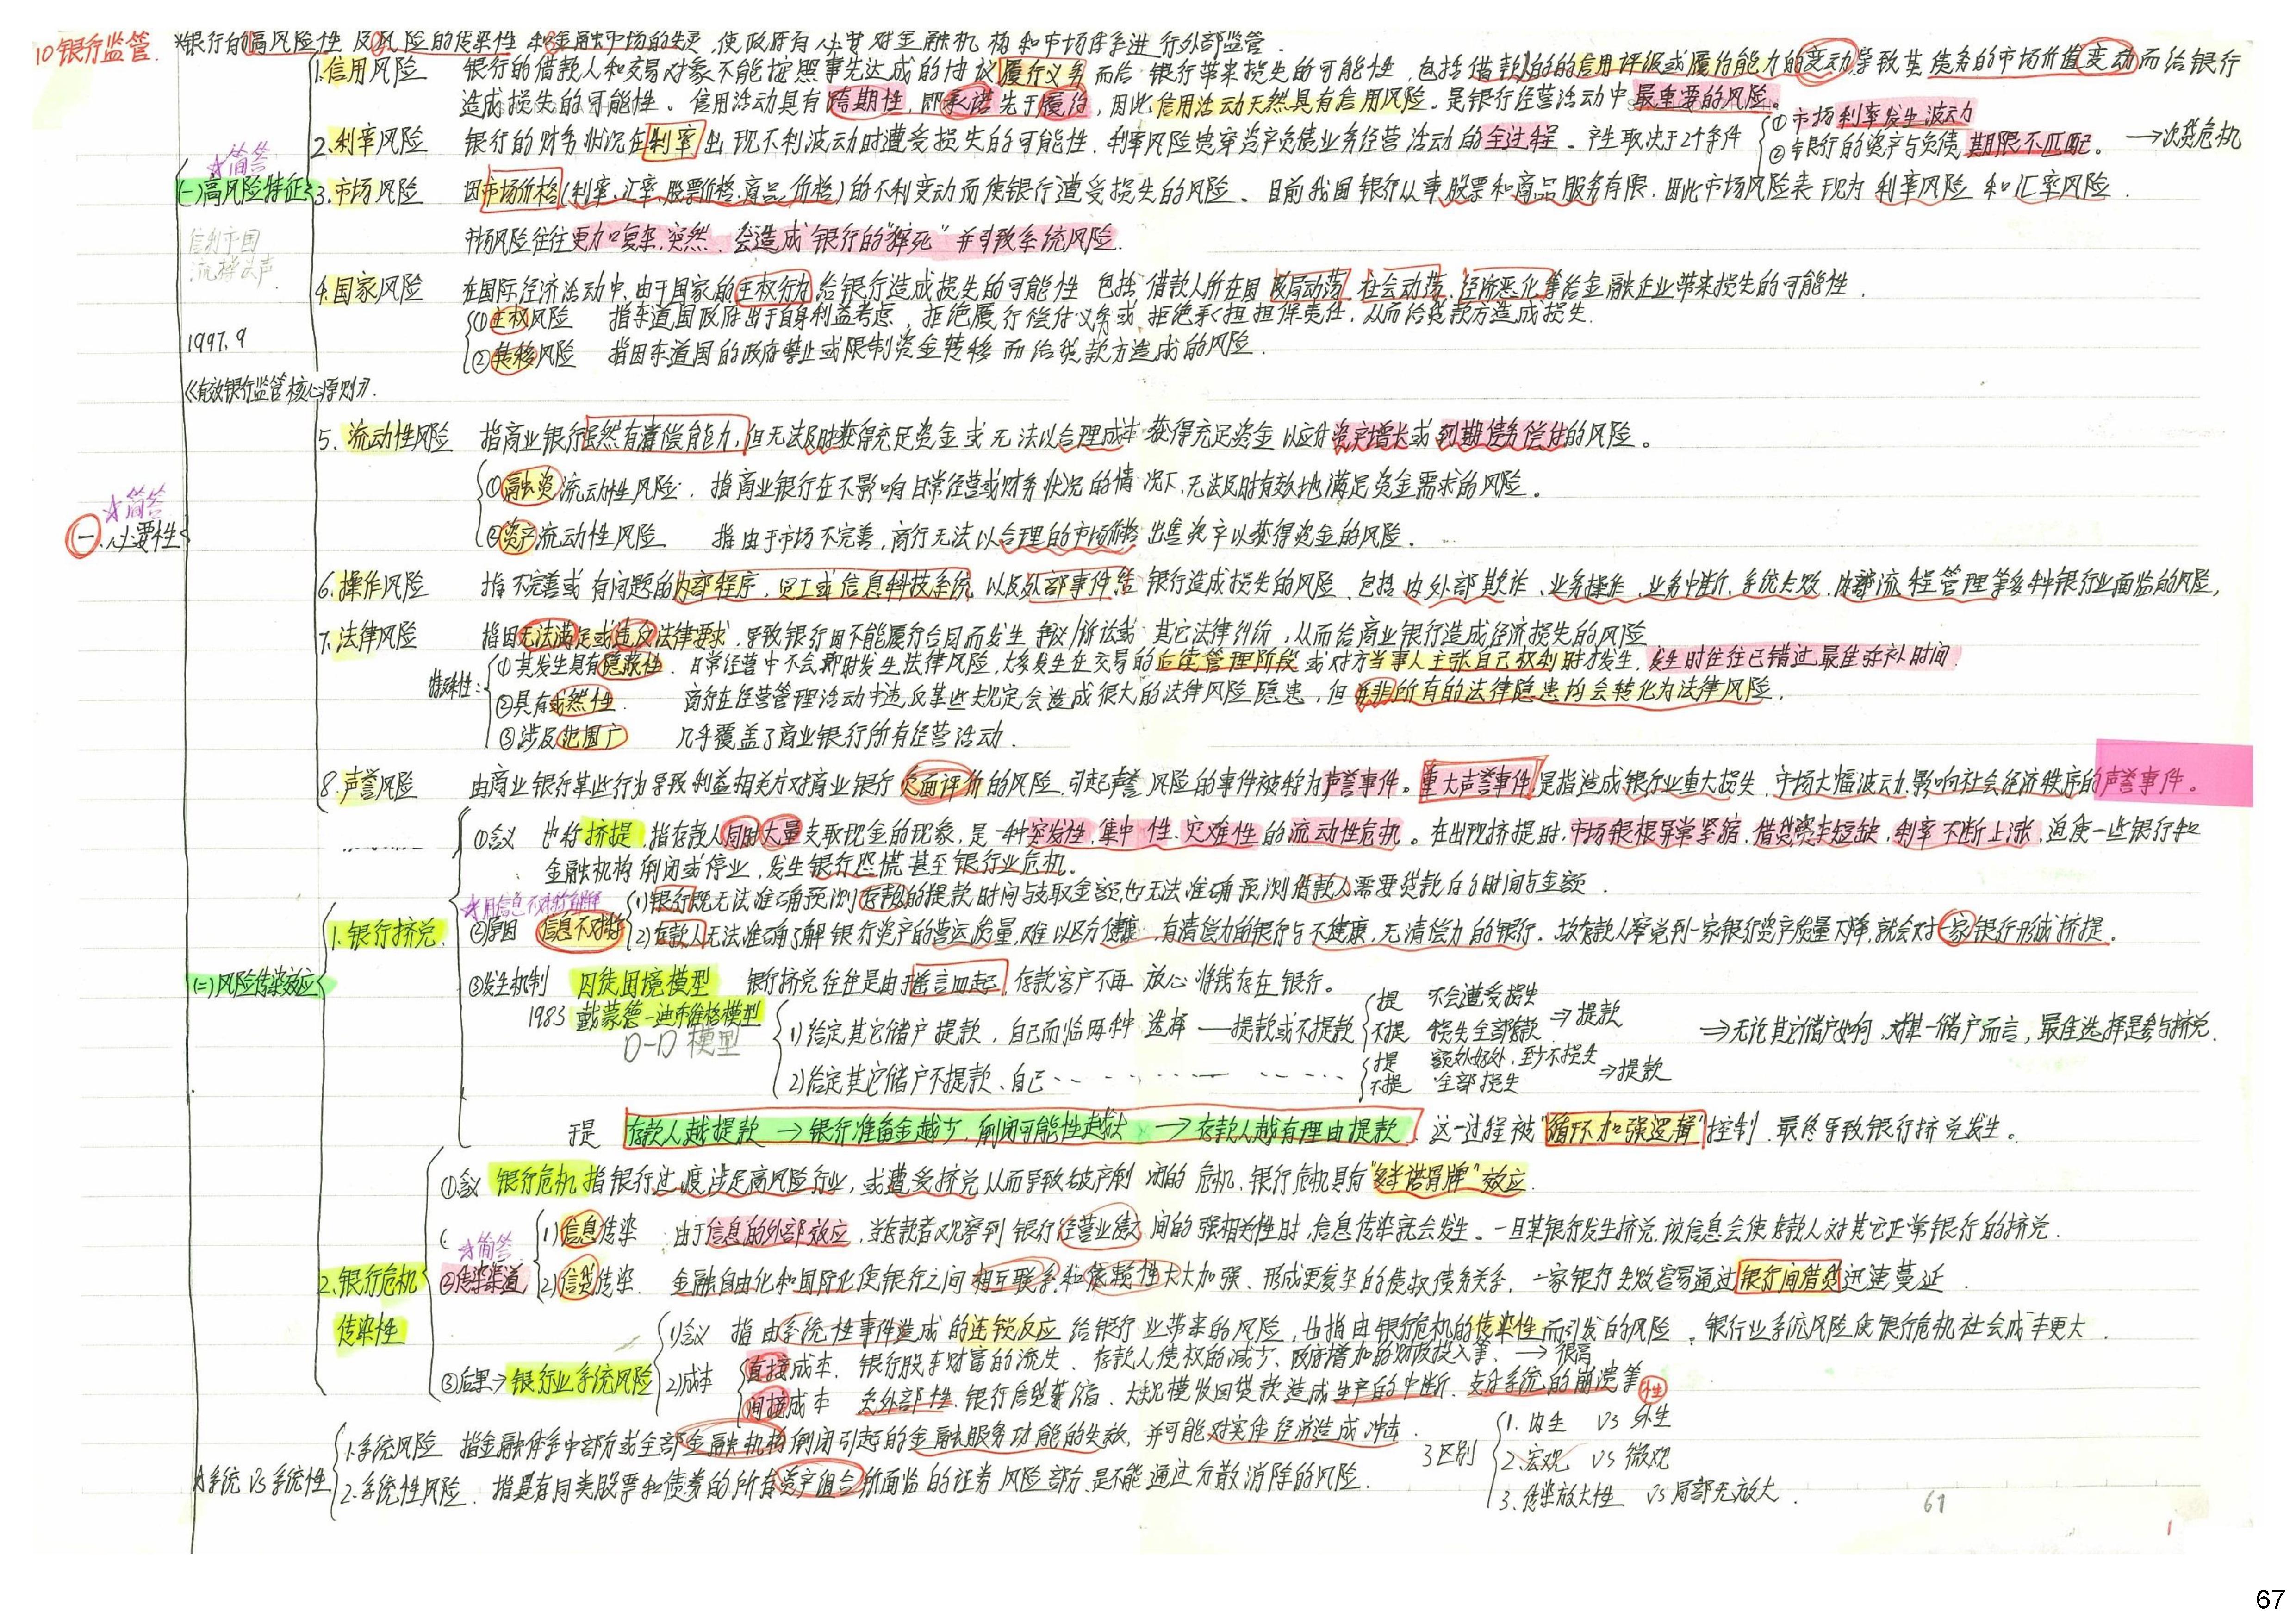 10 银行监管.
*银行的高风险性 及风险的传染性 和金融市场的失灵,使政府有必要对金融机构和市场体系进行外部监管.
1.信用风险 银行的借款人和交易对象不能按照事先达成的协议履行义务而给银行带来损失的可能性,包括借款人的信用评级或履约能力的变动导致其债务的市场价值变动而给银行
造成损失的可能性。信用活动具有跨期性,即承诺先于履约,因此信用活动天然具有信用风险.是银行经营活动中最重要的风险。
2.利率风险 银行的财务状况在利率出现不利波动时遭受损失的可能性.利率风险贯穿资产负债业务经营活动的全过程。产生取决于2个条件
①市场利率发生波动
②银行的资产与负债期限不匹配。 →次贷危机
☆简答
(一)高风险特征
3.市场风险 因市场价格(利率、汇率、股票价格、商品价格)的不利变动而使银行遭受损失的风险。目前我国银行从事股票和商品服务有限.因此市场风险表现为 利率风险 和汇率风险.
市场风险往往更加复杂.突然.会造成银行的"猝死"并引致系统风险.
信利市国
流操法声
4.国家风险 在国际经济活动中,由于国家的主权行为给银行造成损失的可能性 包括借款人所在国政局动荡.社会动荡.经济恶化等给金融企业带来损失的可能性.
①主权风险 指东道国政府出于自身利益考虑,拒绝履行偿付义务或拒绝承担担保责任,从而给贷款方造成损失.
②转移风险 指因东道国的政府禁止或限制资金转移而给贷款方造成的风险.
1997.9
《有效银行监管核心原则》.
5.流动性风险 指商业银行虽然有清偿能力,但无法及时获得充足资金或无法以合理成本获得充足资金以应付资产增长或到期债务偿付的风险。
①融资流动性风险.指商业银行在不影响日常经营或财务状况的情况下,无法及时有效地满足资金需求的风险。
②资产流动性风险 指由于市场不完善,商行无法以合理的市场价格出售资产以获得资金的风险.
☆简答
一.必要性
6.操作风险 指不完善或有问题的内部程序,员工或信息科技系统,以及外部事件给银行造成损失的风险.包括内外部欺诈、业务操作、业务中断、系统失败、内部流程管理等多种银行业面临的风险,
7.法律风险 指因无法满足或违反法律要求,导致银行因不能履行合同而发生争议/诉讼或其它法律纠纷,从而给商业银行造成经济损失的风险
特殊性:
①其发生具有隐蔽性.日常经营中不会即时发生法律风险,大多发生在交易的后续管理阶段或对方当事人主张自己权利时才发生,发生时往往已错过最佳弥补时间.
②具有或然性. 商行在经营管理活动中违反某些规定会造成很大的法律风险隐患,但并非所有的法律隐患均会转化为法律风险.
③涉及范围广 几乎覆盖了商业银行所有经营活动.
8.声誉风险 由商业银行某些行为导致利益相关方对商业银行负面评价的风险.引起声誉风险的事件被称为声誉事件。重大声誉事件是指造成银行业重大损失,市场大幅波动.影响社会经济秩序的声誉事件。
①含义 也称挤提,指存款人同时大量支取现金的现象,是一种突发性,集中性,灾难性的流动性危机。在出现挤提时,市场银根异常紧缩,借贷资本短缺,利率不断上涨,迫使一些银行和
金融机构倒闭或停业,发生银行恐慌甚至银行业危机.
☆用信息不对称解释
1.银行挤兑.
②原因 信息不对称
1)银行既无法准确预测存款的提款时间与支取金额,也无法准确预测借款人需要贷款的时间与金额.
2)存款人无法准确了解银行资产的营运质量,难以区分健康、有清偿力的银行与不健康,无清偿力的银行.故存款人察觉到一家银行资产质量下降,就会对一家银行形成挤提。
(二)风险传染效应
③发生机制 囚徒困境模型 银行挤兑往往是由于谣言而起,存款客户不再放心将钱存在银行。
1983 戴蒙德-迪布维格模型
D-D模型
1)给定其它储户提款,自己面临两种选择——提款或不提款
提 不会遭受损失
不提 损失全部存款 ⇒提款
2)给定其它储户不提款、自己……
提 额外好处,至少不损失
不提 全部损失 ⇒提款
⇒无论其它储户如何,对某一储户而言,最佳选择是参与挤兑.
于是 存款人越提款→银行准备金越少,倒闭可能性越大→存款人越有理由提款.这一过程被"循环加强逻辑"控制.最终导致银行挤兑发生。
①含义 银行危机指银行过度涉足高风险行业,或遭受挤兑从而导致破产倒闭的危机.银行危机具有"多米诺骨牌"效应.
☆简答
②传染渠道
1)信息传染 由于信息的外部效应,当存款者观察到银行经营业绩之间的强相关性时,信息传染就会发生。一旦某银行发生挤兑,该信息会使存款人对其它正常银行的挤兑.
2)信贷传染. 金融自由化和国际化使银行之间相互联系和依赖性大大加强、形成更复杂的债权债务关系.一家银行失败容易通过银行间借贷迅速蔓延.
2.银行危机
传染性
③后果→银行业系统风险
1)含义 指由系统性事件造成的连锁反应给银行业带来的风险,也指由银行危机的传染性而引发的风险。银行业系统风险使银行危机社会成本更大.
2)成本
直接成本.银行股东财富的流失、存款人债权的减少、政府增加的财政投入等.→很高
间接成本 负外部性.银行信贷萎缩、大规模收回贷款造成生产的中断.支付系统的崩溃等
☆系统 VS 系统性
1.系统风险 指金融体系中部分或全部金融机构倒闭引起的金融服务功能的失败,并可能对实体经济造成冲击.
2.系统性风险.指具有同类股票和债券的所有资产组合所面临的证券风险部分.是不能通过分散消除的风险.
3区别
1.内生 VS 外生性
2.宏观 VS 微观
3.传染放大性 VS 局部无放大.
61
1
67